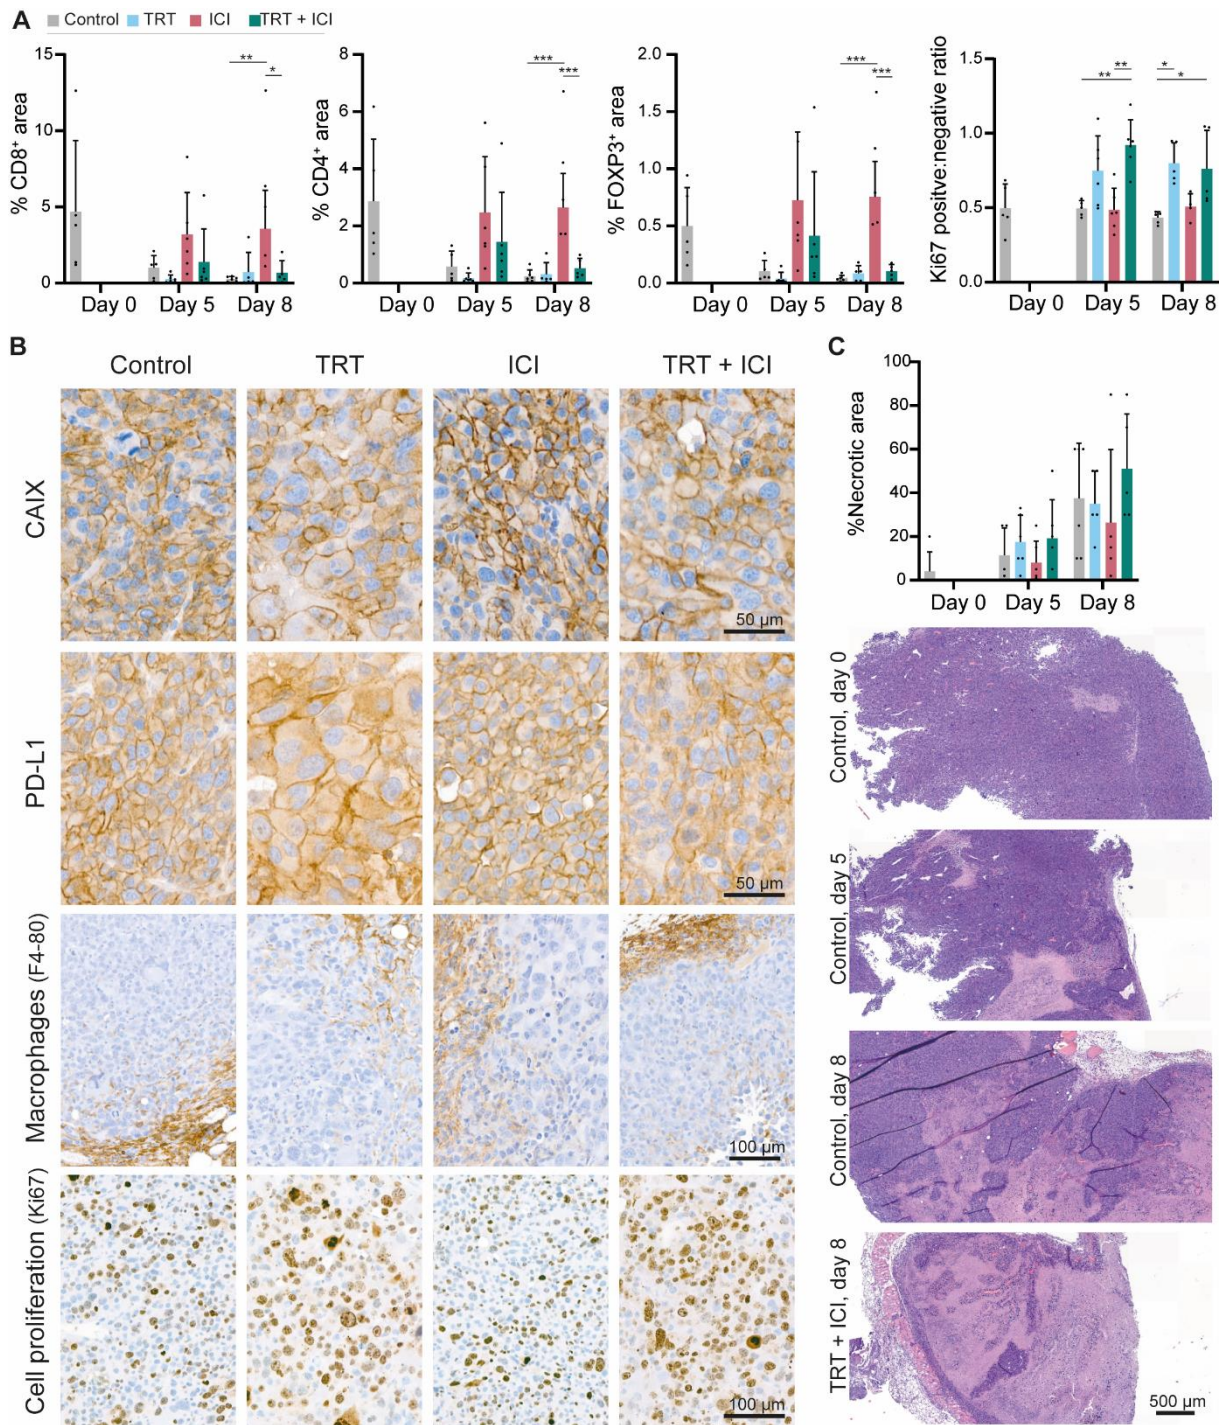 A
Control TRT ICI TRT + ICI
% CD8⁺ area
15
10
5
0
** *
Day 0 Day 5 Day 8
% CD4⁺ area
8
6
4
2
0
*** ***
Day 0 Day 5 Day 8
% FOXP3⁺ area
2.0
1.5
1.0
0.5
0.0
*** ***
Day 0 Day 5 Day 8
Ki67 positve:negative ratio
1.5
1.0
0.5
0.0
** ** * *
Day 0 Day 5 Day 8
B
Control TRT ICI TRT + ICI
CAIX
50 µm
PD-L1
50 µm
Macrophages (F4-80)
100 µm
Cell proliferation (Ki67)
100 µm
C
%Necrotic area
100
80
60
40
20
0
Day 0 Day 5 Day 8
Control, day 0
Control, day 5
Control, day 8
TRT + ICI, day 8
500 µm